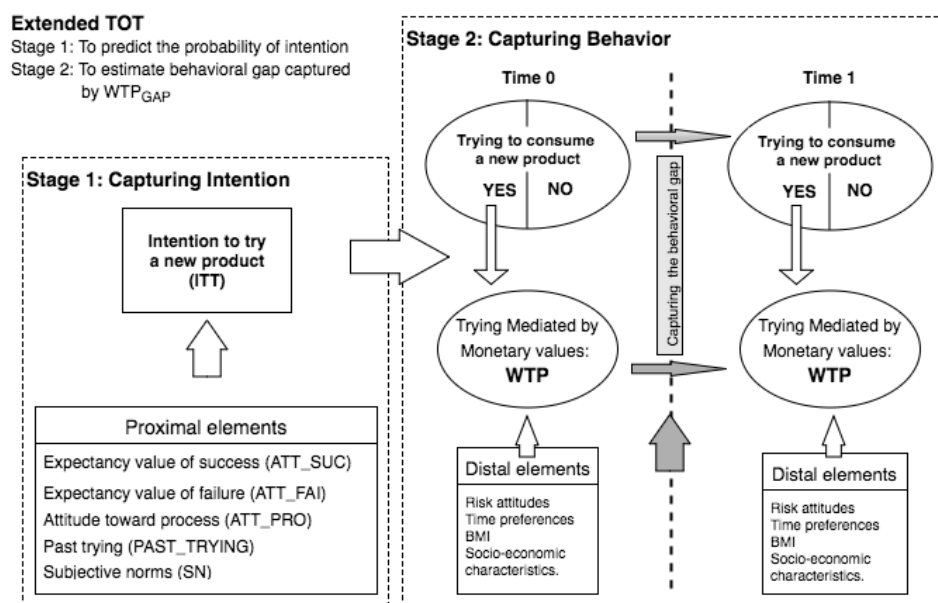 Extended TOT
Stage 1: To predict the probability of intention
Stage 2: To estimate behavioral gap captured
by WTPGAP
Stage 1: Capturing Intention
Intention to try
a new product
(ITT)
Proximal elements
Expectancy value of success (ATT_SUC)
Expectancy value of failure (ATT_FAI)
Attitude toward process (ATT_PRO)
Past trying (PAST_TRYING)
Subjective norms (SN)
Stage 2: Capturing Behavior
Time 0
Trying to consume
a new product
YES NO
Trying Mediated by
Monetary values:
WTP
Distal elements
Risk attitudes
Time preferences
BMI
Socio-economic
characteristics.
Capturing the behavioral gap
Time 1
Trying to consume
a new product
YES NO
Trying Mediated by
Monetary values:
WTP
Distal elements
Risk attitudes
Time preferences
BMI
Socio-economic
characteristics.